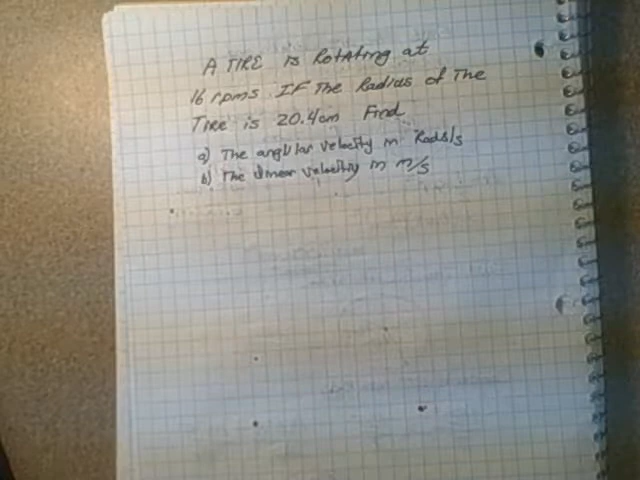 A TIRE is Rotating at
16 rpms. IF The Radius of The
Tire is 20.4cm Find
a) The angular velocity in Rads/s
b) The linear velocity in m/s